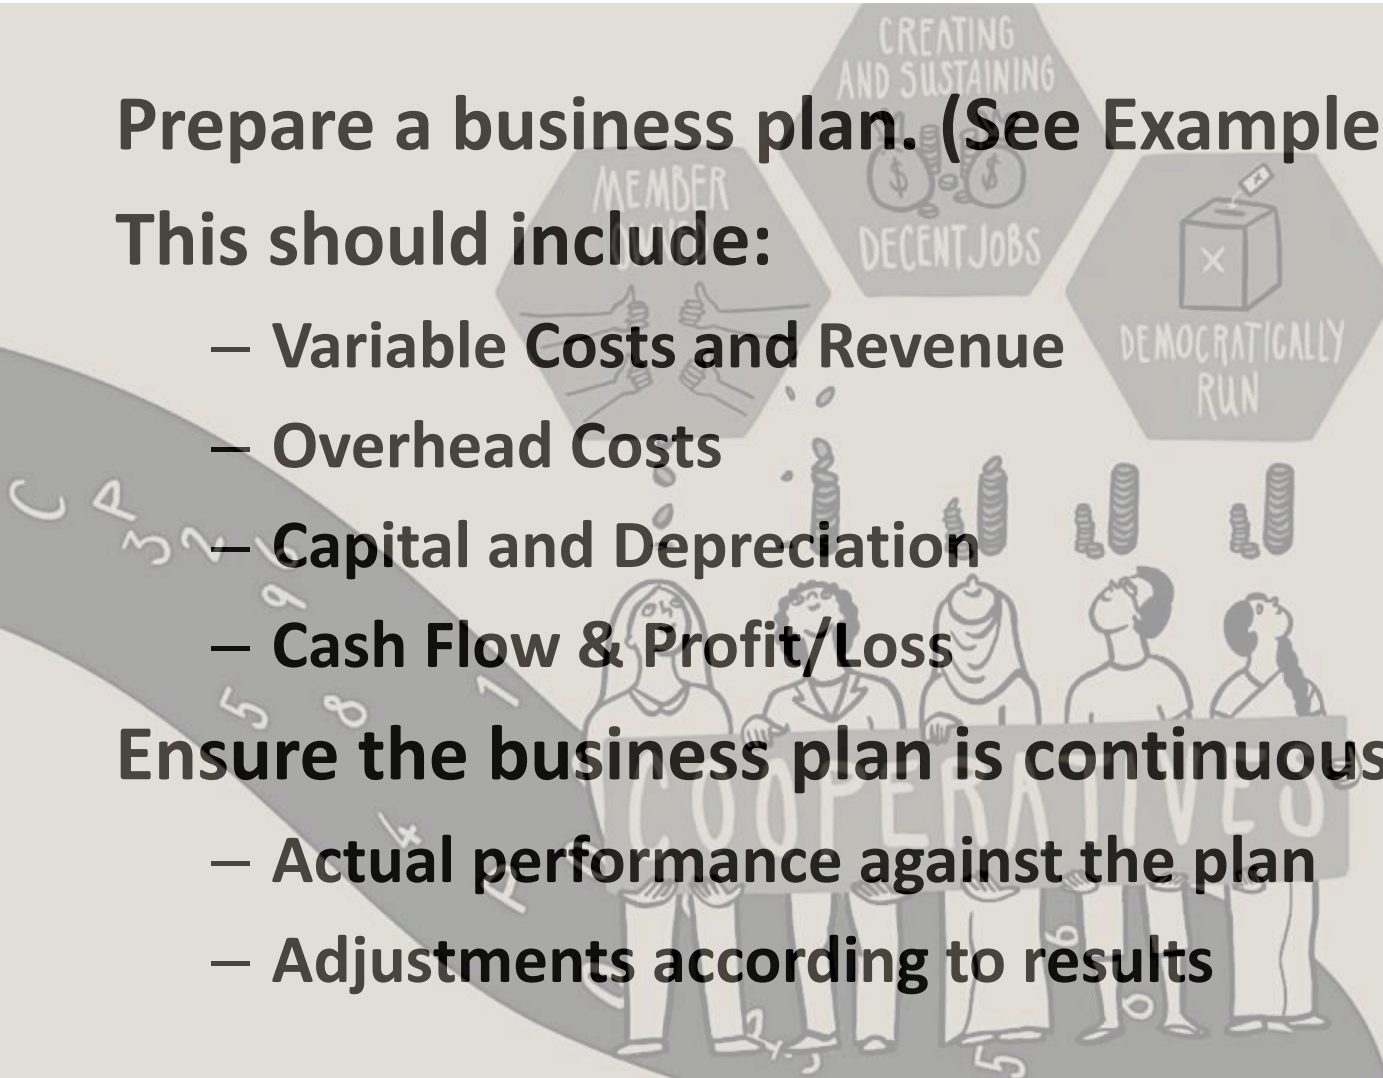 CREATING
AND SUSTAINING
DECENT JOBS
Prepare a business plan. (See Example
MEMBER
This should include:
DEMOCRATICALLY
RUN
– Variable Costs and Revenue
– Overhead Costs
– Capital and Depreciation
– Cash Flow & Profit/Loss
Ensure the business plan is continuous
COOPERATIVES
– Actual performance against the plan
– Adjustments according to results